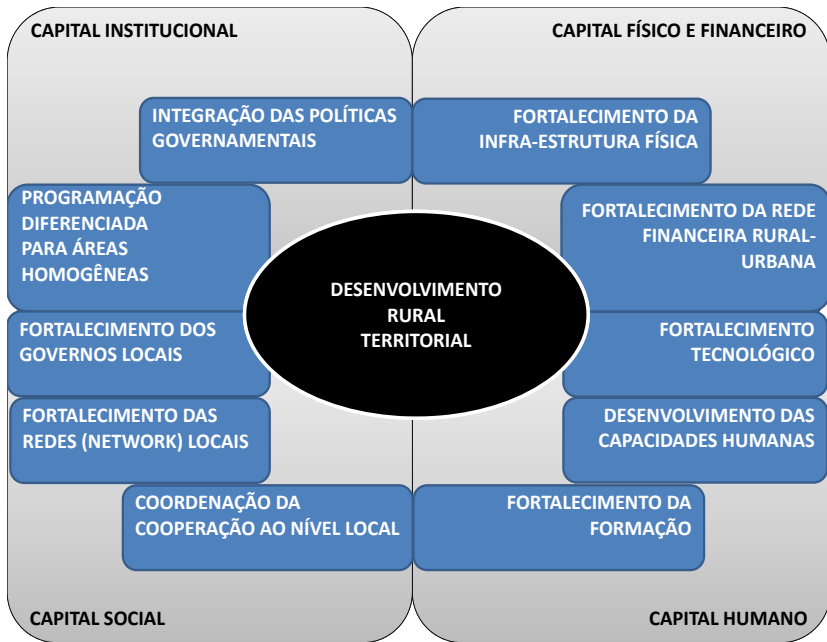 CAPITAL INSTITUCIONAL
CAPITAL FÍSICO E FINANCEIRO
INTEGRAÇÃO DAS POLÍTICAS
GOVERNAMENTAIS
FORTALECIMENTO DA
INFRA-ESTRUTURA FÍSICA
PROGRAMAÇÃO
DIFERENCIADA
PARA ÁREAS
HOMOGÊNEAS
FORTALECIMENTO DA REDE
FINANCEIRA RURAL-
URBANA
DESENVOLVIMENTO
RURAL
TERRITORIAL
FORTALECIMENTO DOS
GOVERNOS LOCAIS
FORTALECIMENTO
TECNOLÓGICO
FORTALECIMENTO DAS
REDES (NETWORK) LOCAIS
DESENVOLVIMENTO DAS
CAPACIDADES HUMANAS
COORDENAÇÃO DA
COOPERAÇÃO AO NÍVEL LOCAL
FORTALECIMENTO DA
FORMAÇÃO
CAPITAL SOCIAL
CAPITAL HUMANO